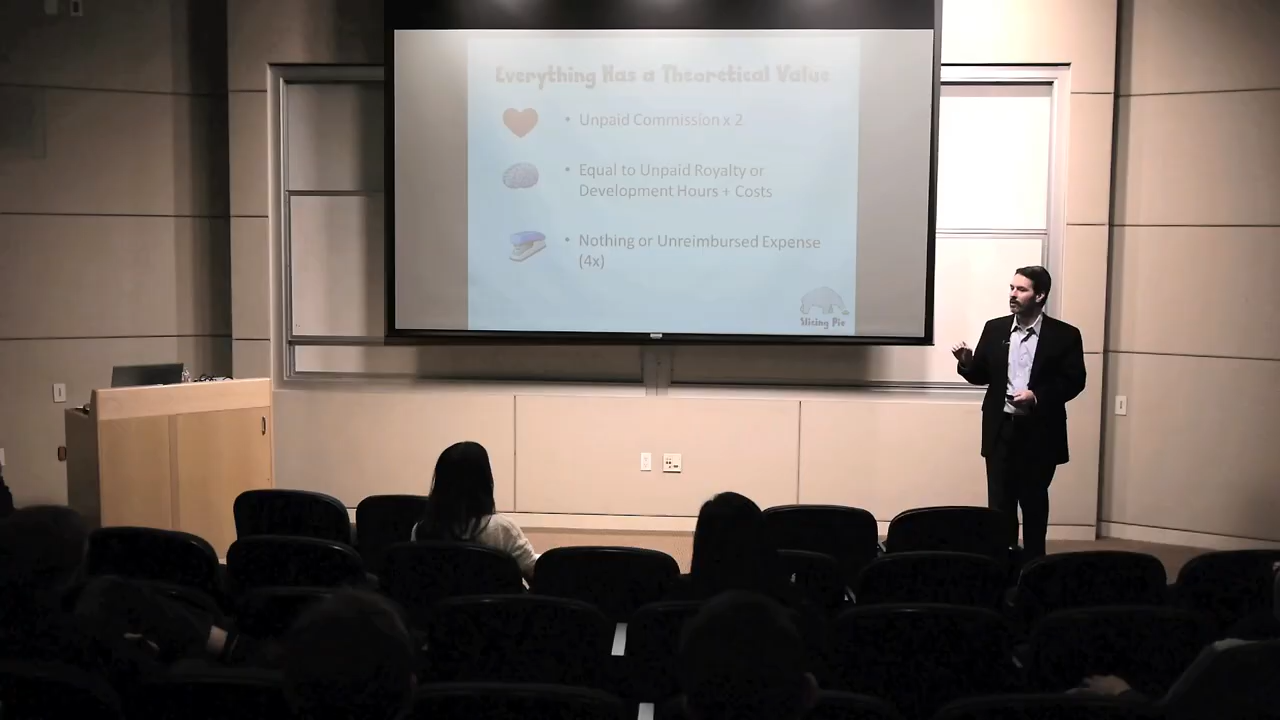 Everything Has a Theoretical Value
• Unpaid Commission x 2
• Equal to Unpaid Royalty or
Development Hours + Costs
• Nothing or Unreimbursed Expense
(4x)
Slicing Pie